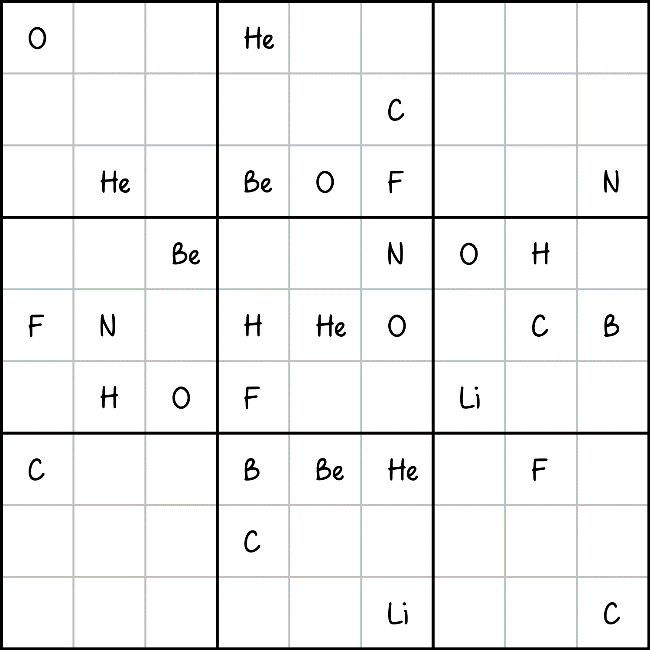 O He
C
He Be O F N
Be N O H
F N H He O C B
H O F Li
C B Be He F
C
Li C